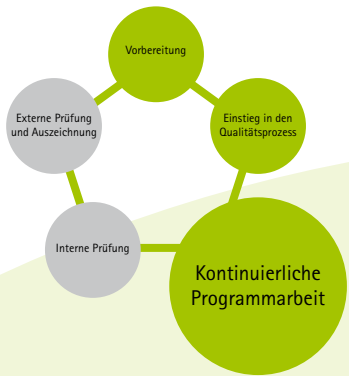 Vorbereitung
Externe Prüfung
und Auszeichnung
Einstieg in den
Qualitätsprozess
Interne Prüfung
Kontinuierliche
Programmarbeit